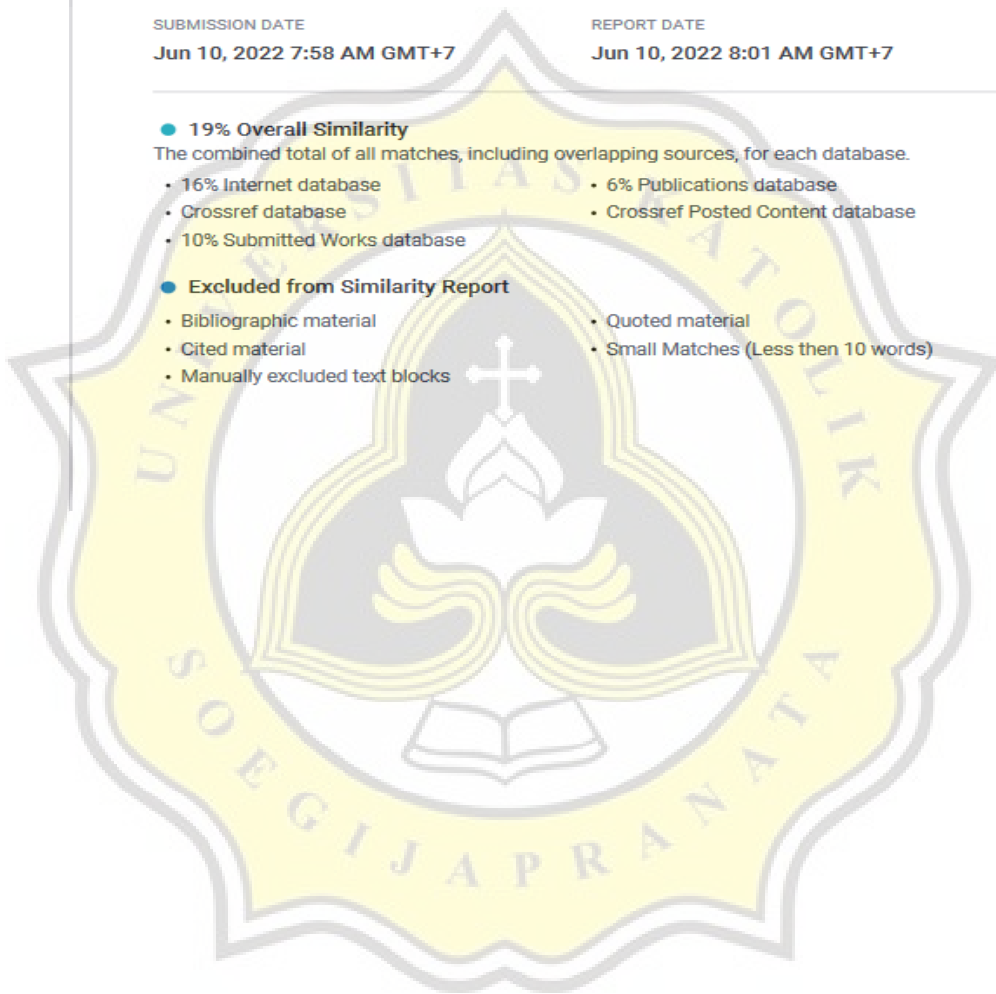 SUBMISSION DATE
REPORT DATE
Jun 10, 2022 7:58 AM GMT+7
Jun 10, 2022 8:01 AM GMT+7
19% Overall Similarity
The combined total of all matches, including overlapping sources, for each database.
• 16% Internet database
• 6% Publications database
• Crossref database
• Crossref Posted Content database
• 10% Submitted Works database
Excluded from Similarity Report
• Bibliographic material
• Quoted material
• Cited material
• Small Matches (Less then 10 words)
• Manually excluded text blocks
UNIVERSITAS KATOLIK
SOEGIJAPRANATA